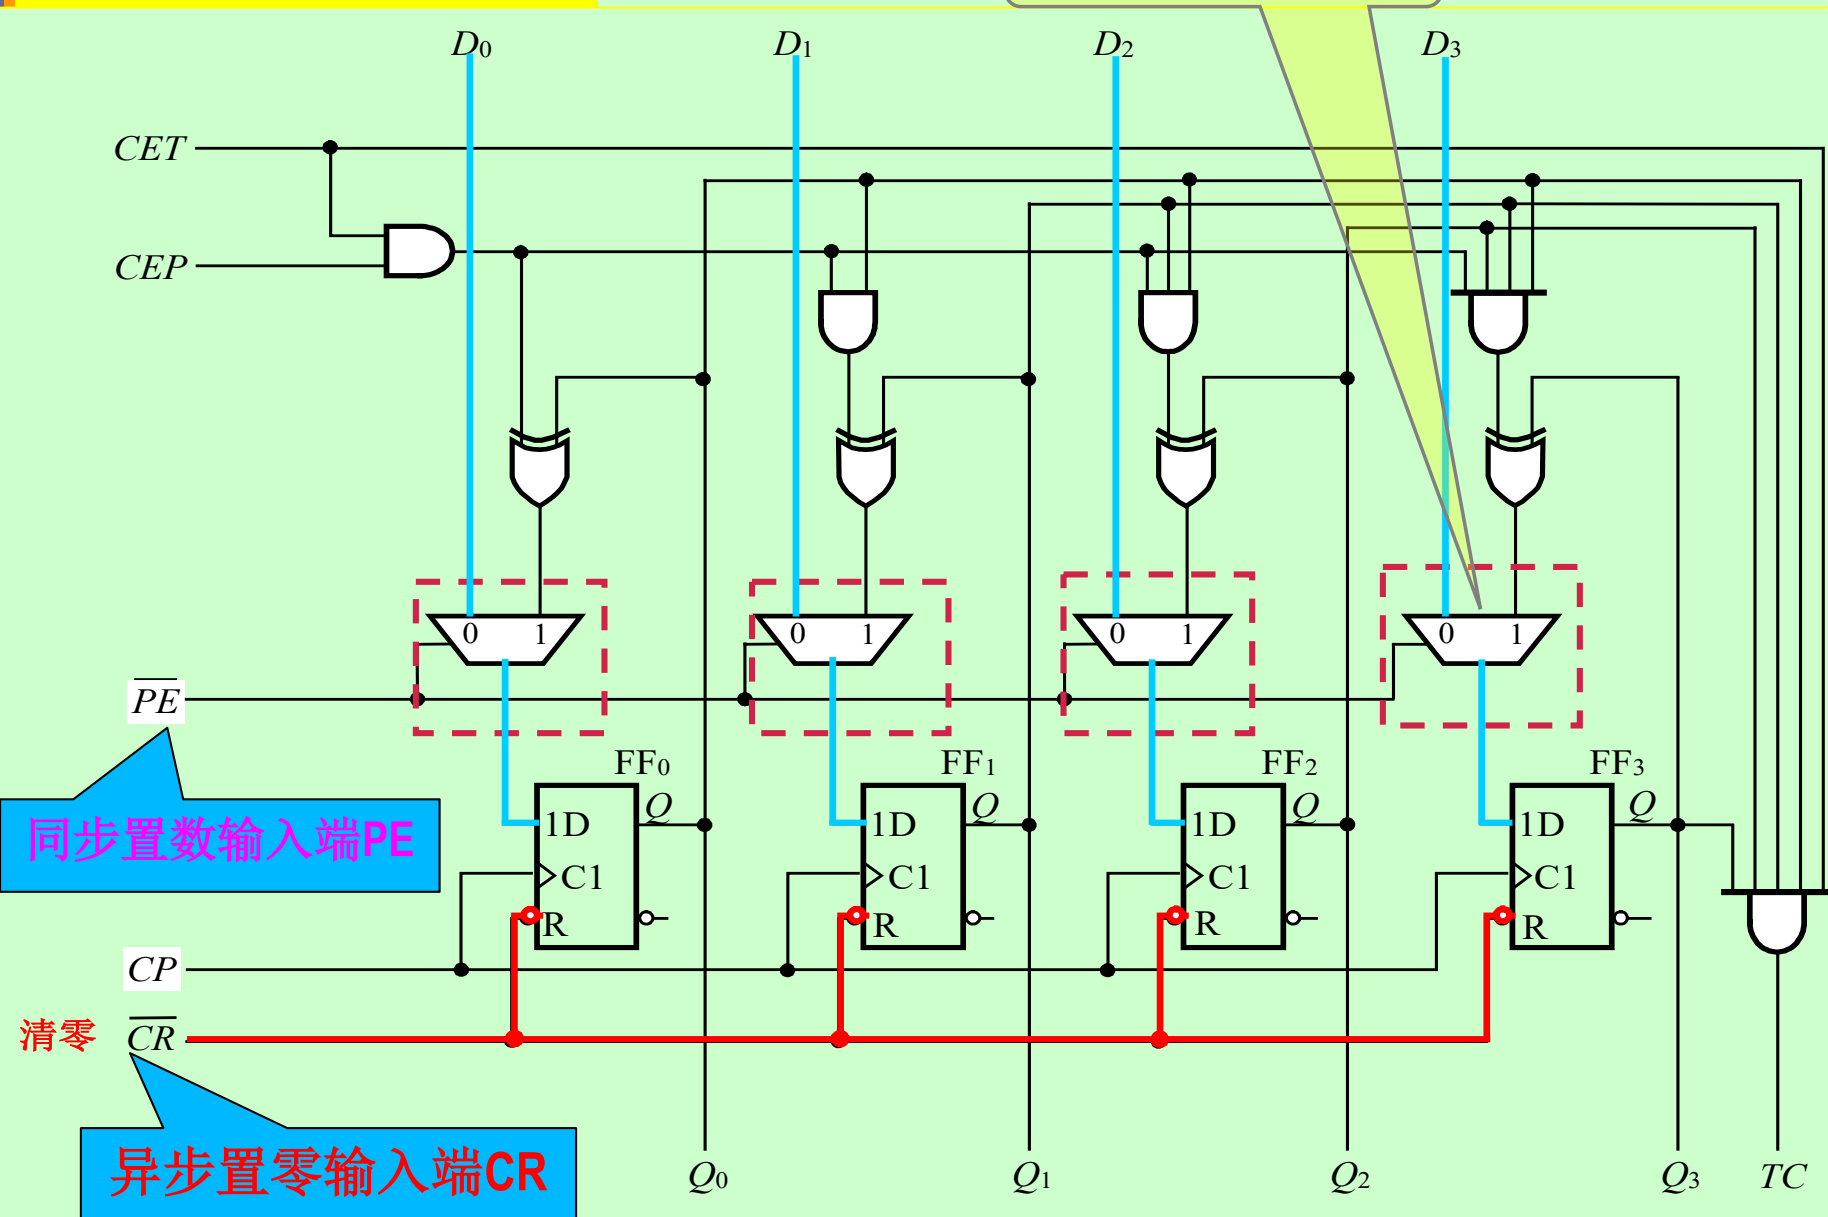 D0 D1 D2 D3
CET
CEP
0 1 0 1 0 1 0 1
PE
FF0 FF1 FF2 FF3
Q Q Q Q
1D 1D 1D 1D
同步置数输入端PE
C1 C1 C1 C1
R R R R
CP
清零 CR
异步置零输入端CR
Q0 Q1 Q2 Q3 TC